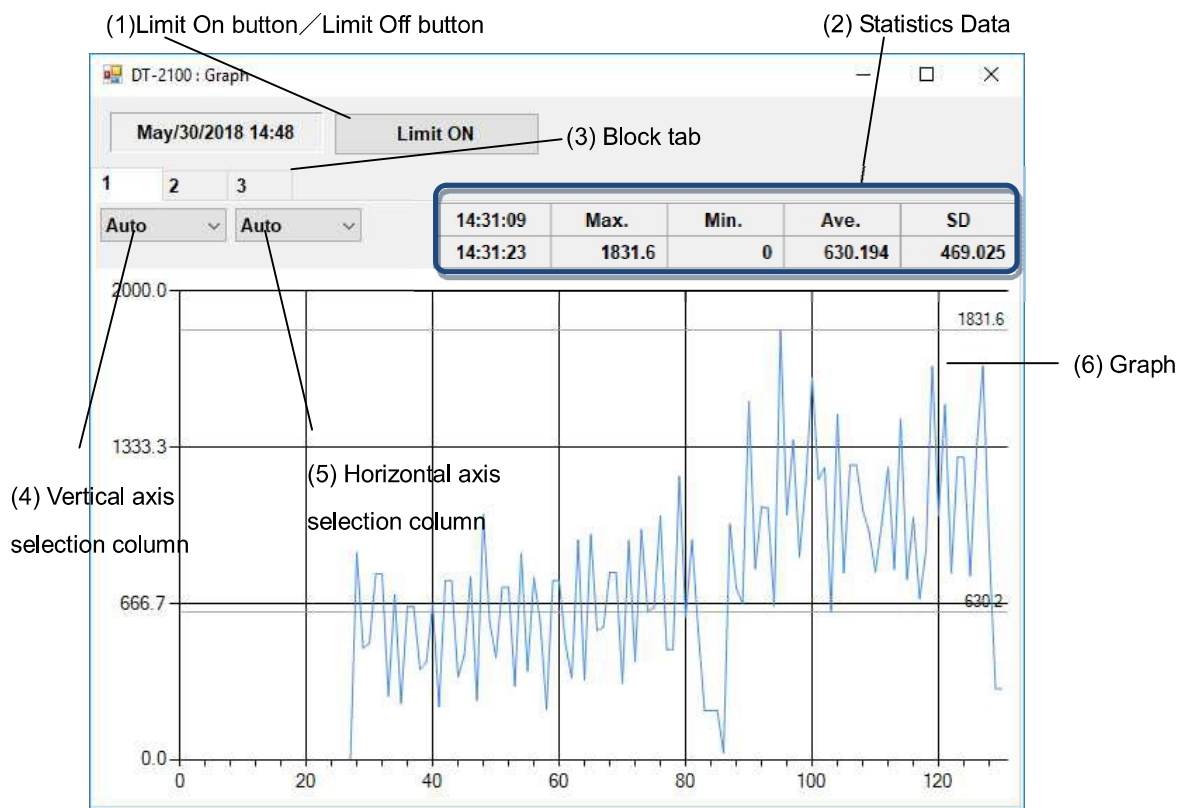 (1)Limit On button／Limit Off button
(2) Statistics Data
DT-2100 : Graph
May/30/2018 14:48
Limit ON
(3) Block tab
1 2 3
Auto Auto
14:31:09 Max. Min. Ave. SD
14:31:23 1831.6 0 630.194 469.025
2000.0
1831.6
(6) Graph
1333.3
(4) Vertical axis
selection column
(5) Horizontal axis
selection column
666.7
630.2
0.0
0 20 40 60 80 100 120